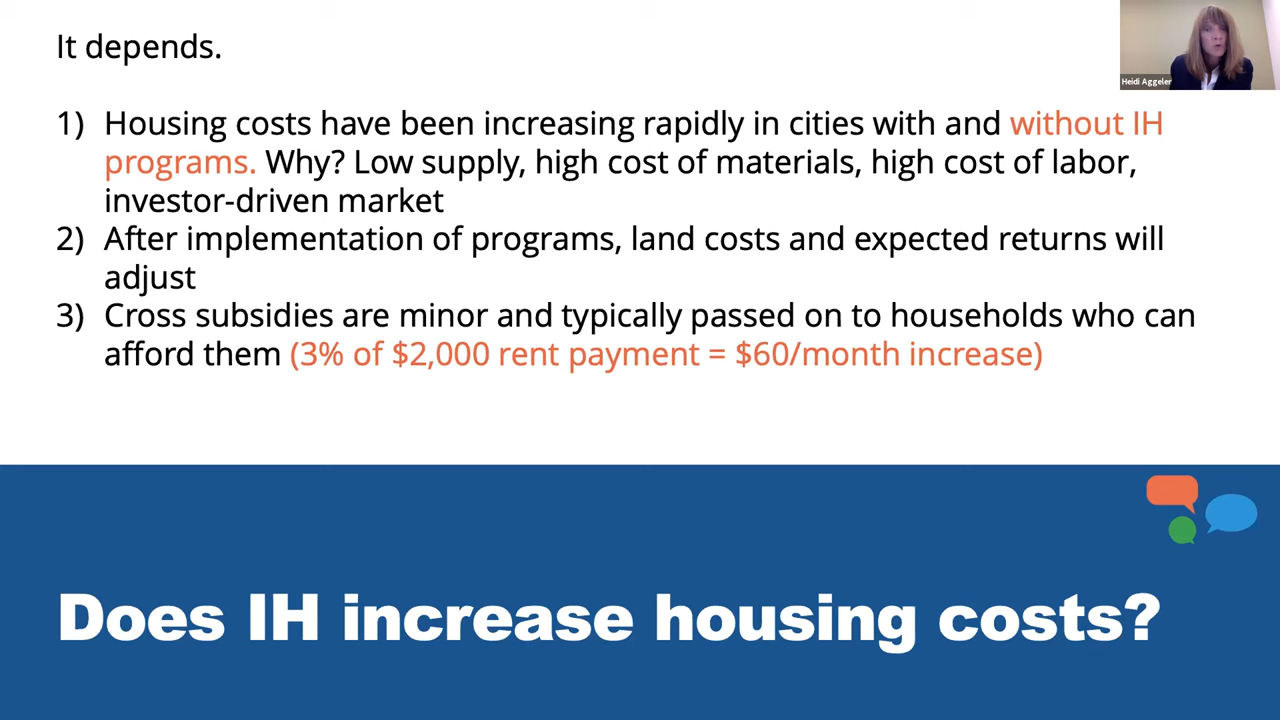 It depends.
1) Housing costs have been increasing rapidly in cities with and without IH
programs. Why? Low supply, high cost of materials, high cost of labor,
investor-driven market
2) After implementation of programs, land costs and expected returns will
adjust
3) Cross subsidies are minor and typically passed on to households who can
afford them (3% of $2,000 rent payment = $60/month increase)
Does IH increase housing costs?
Heidi Aggeler